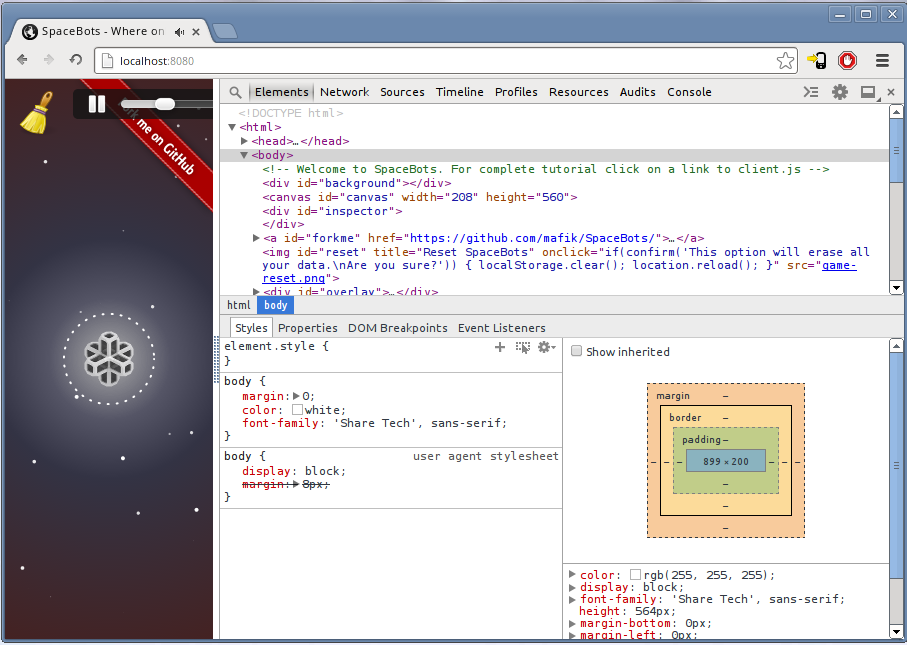 SpaceBots - Where on
localhost:8080
Fork me on GitHub
Elements Network Sources Timeline Profiles Resources Audits Console
<!DOCTYPE html>
<html>
<head>…</head>
<body>
<!-- Welcome to SpaceBots. For complete tutorial click on a link to client.js -->
<div id="background"></div>
<canvas id="canvas" width="208" height="560">
<div id="inspector">
</div>
<a id="forkme" href="https://github.com/mafik/SpaceBots/">…</a>
<img id="reset" title="Reset SpaceBots" onclick="if(confirm('This option will erase all
your data.\nAre you sure?')) { localStorage.clear(); location.reload(); }" src="game-
reset.png">
<div id="overlay">…</div>
html body
Styles Properties DOM Breakpoints Event Listeners
element.style {
}
body {
margin: 0;
color: white;
font-family: 'Share Tech', sans-serif;
}
body { user agent stylesheet
display: block;
margin: 8px;
}
Show inherited
margin –
border –
padding –
– – – 899 × 200 – – –
–
–
–
color: rgb(255, 255, 255);
display: block;
font-family: 'Share Tech', sans-serif;
height: 564px;
margin-bottom: 0px;
margin-left: 0px;